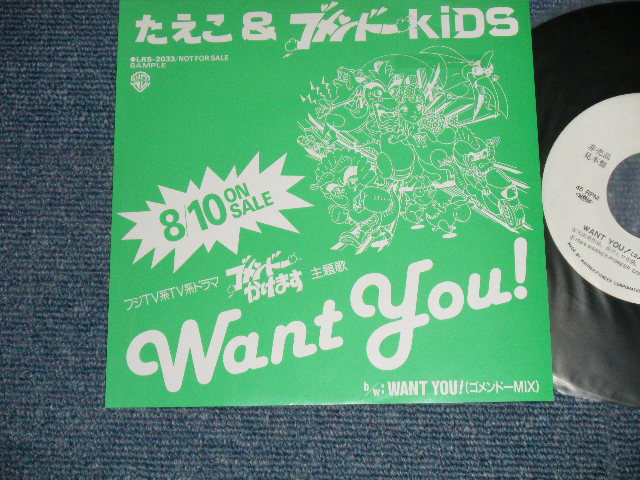 たえこ & ゴメンドー KiDS
●LRS-2033/NOT FOR SALE
SAMPLE
8/10 ON SALE
フジTV系TV系ドラマ ゴメンドーかけます 主題歌
Want You!
b/w: WANT YOU! (ゴメンドーMIX)
非売品
見本盤
45 RPM
WANT YOU!